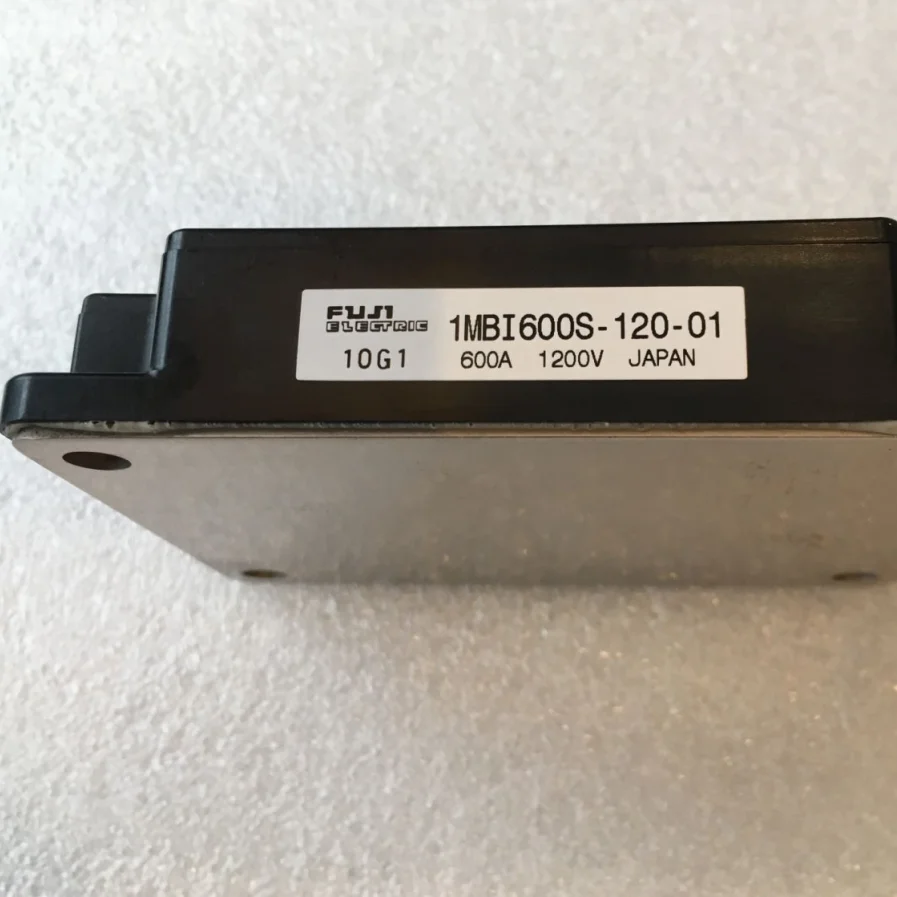 FUJI ELECTRIC
1MBI600S-120-01
10G1 600A 1200V JAPAN